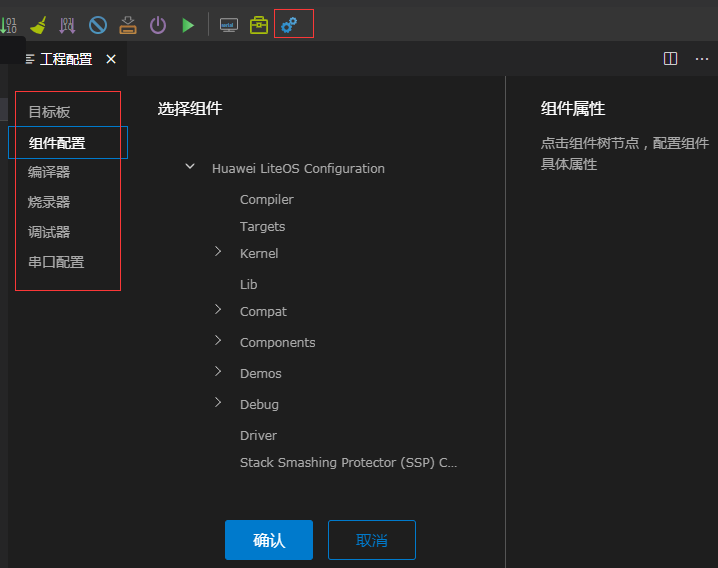 工程配置
目标板
组件配置
编译器
烧录器
调试器
串口配置
选择组件
Huawei LiteOS Configuration
Compiler
Targets
Kernel
Lib
Compat
Components
Demos
Debug
Driver
Stack Smashing Protector (SSP) C...
确认
取消
组件属性
点击组件树节点，配置组件
具体属性